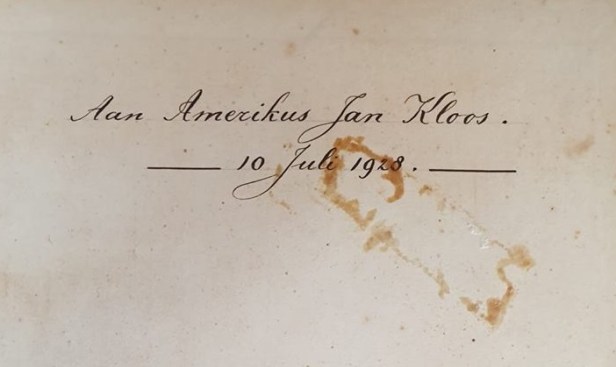 Aan Amerikus Jan Kloos.
10 Juli 1928.